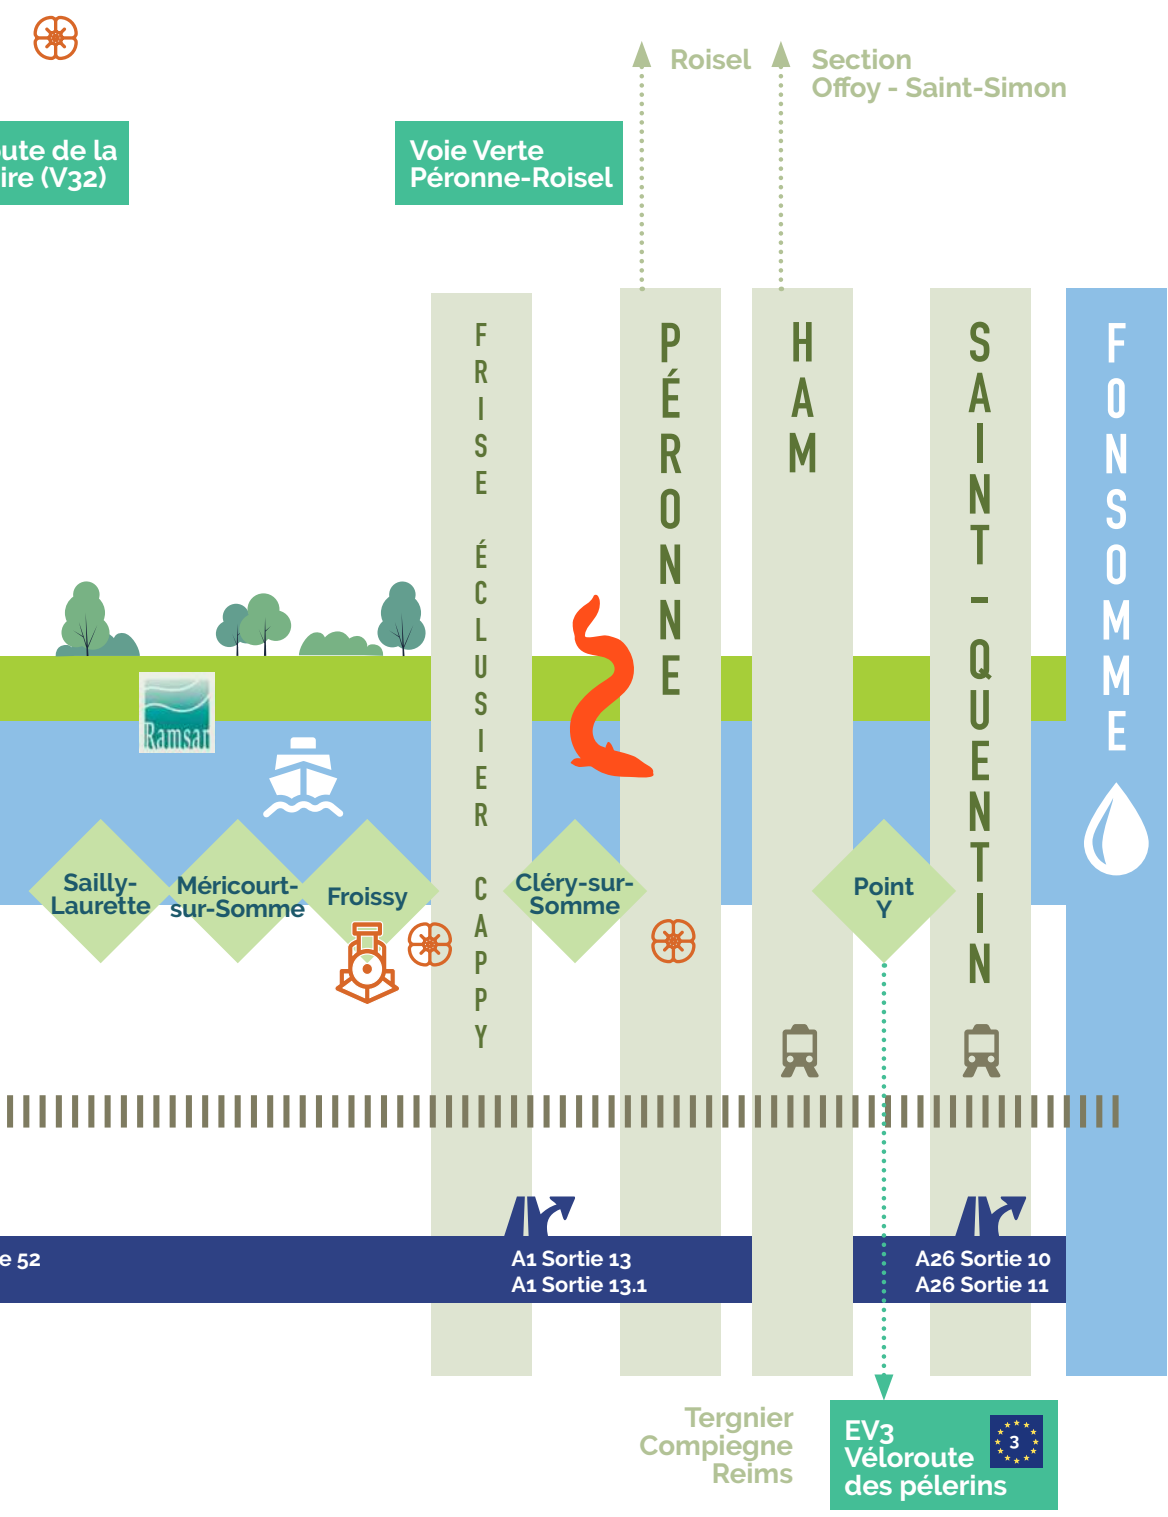 Roisel
Section
Offoy - Saint-Simon
ute de la
ire (V32)
Voie Verte
Péronne-Roisel
FRISE ÉCLUSIER CAPPY
PÉRONNE
HAM
SAINT-QUENTIN
FONSOMME
Ramsar
Sailly-
Laurette
Méricourt-
sur-Somme
Froissy
Cléry-sur-
Somme
Point
Y
e 52
A1 Sortie 13
A1 Sortie 13.1
A26 Sortie 10
A26 Sortie 11
Tergnier
Compiegne
Reims
EV3
Véloroute
des pélerins
3